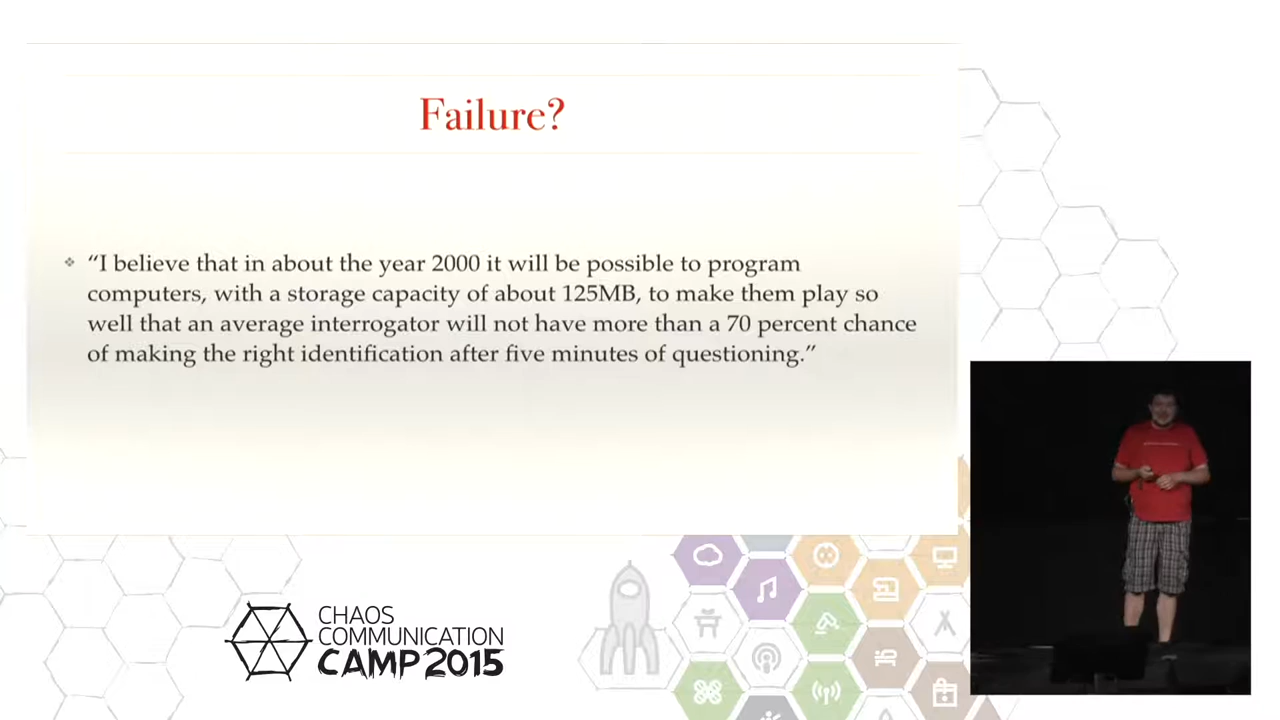 Failure?
“I believe that in about the year 2000 it will be possible to program
computers, with a storage capacity of about 125MB, to make them play so
well that an average interrogator will not have more than a 70 percent chance
of making the right identification after five minutes of questioning.”
CHAOS
COMMUNICATION
CAMP 2015